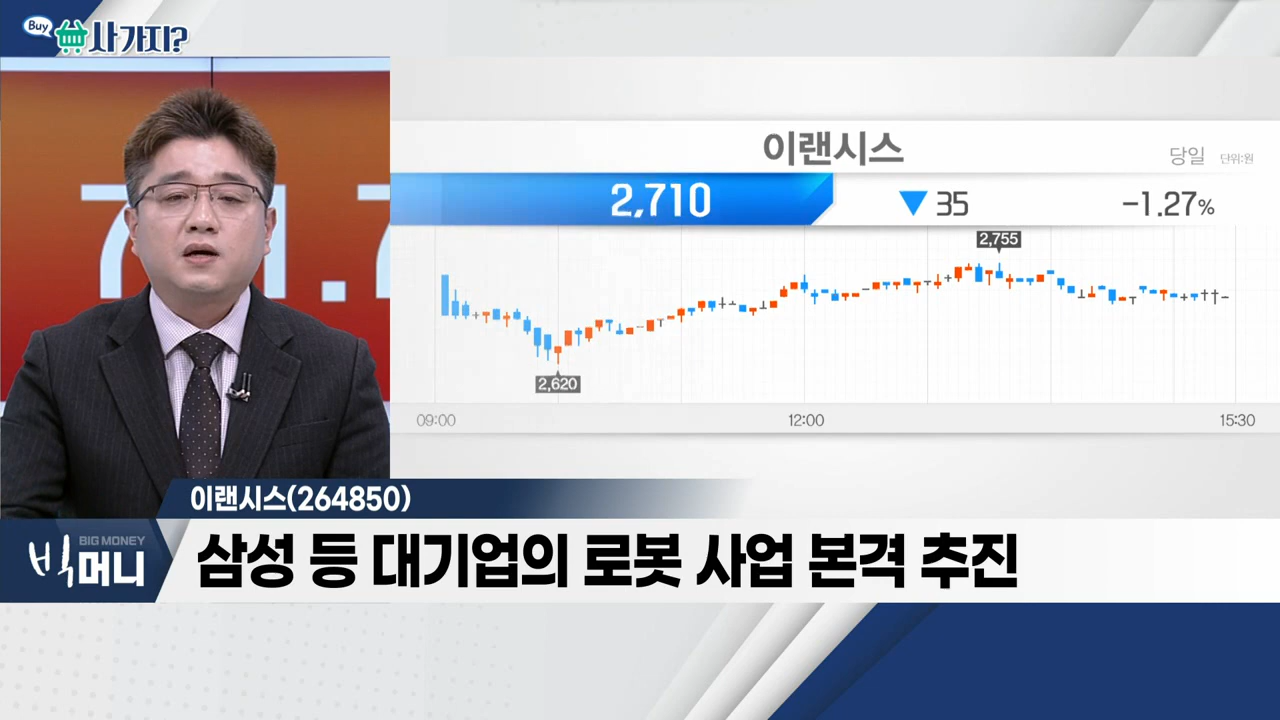 Buy
사가지?
이랜시스
당일 단위:원
2,710 ▼ 35 -1.27%
2,755
2,620
09:00 12:00 15:30
이랜시스(264850)
BIG MONEY
빅머니
삼성 등 대기업의 로봇 사업 본격 추진